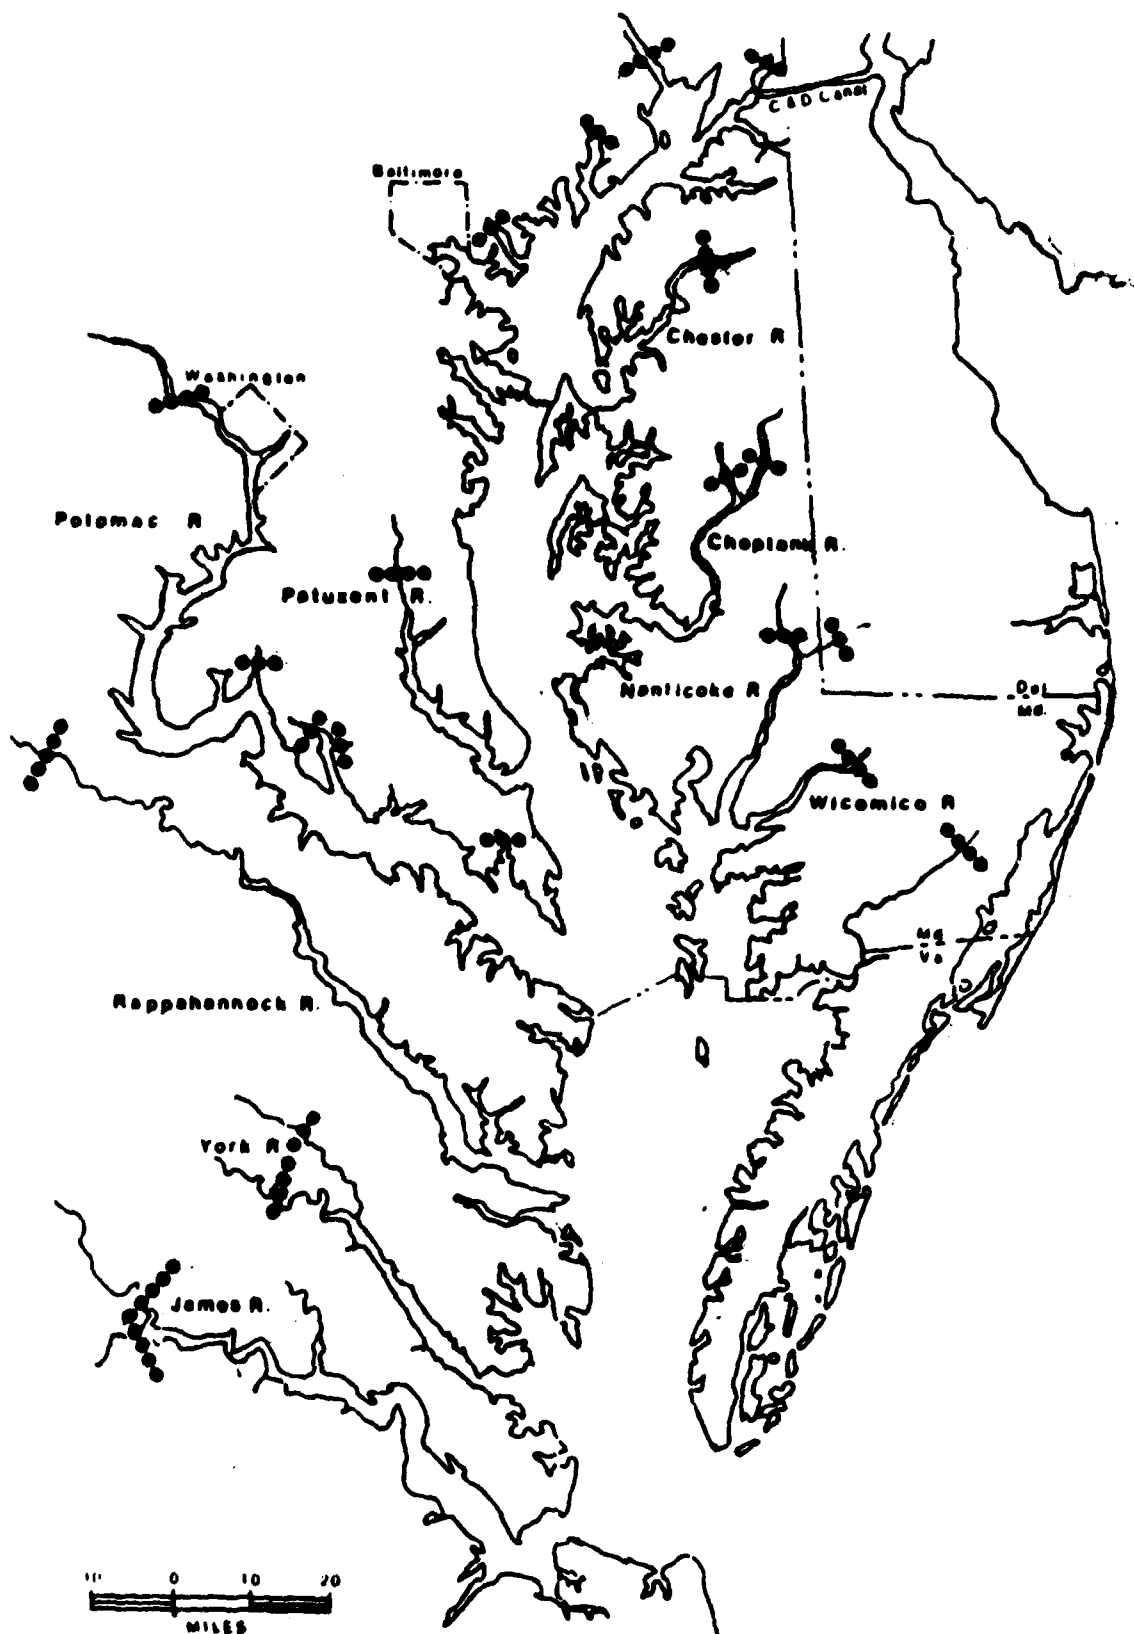 C & D Canal
Baltimore
Chester R
Washington
Potomac R
Choptank R.
Patuxent R.
Nanticoke R
Del
Md.
Wicomico R
Md
Va
Rappahannock R.
York R
James R.
10 0 10 20
MILES